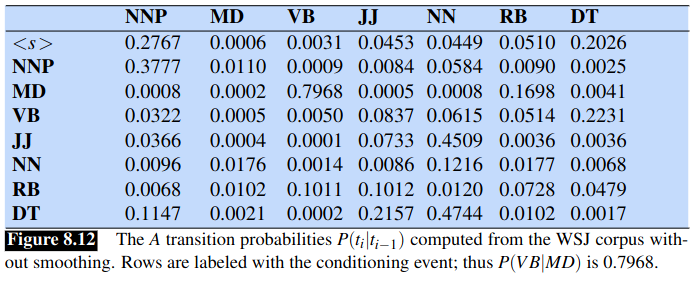 NNP MD VB JJ NN RB DT
<s> 0.2767 0.0006 0.0031 0.0453 0.0449 0.0510 0.2026
NNP 0.3777 0.0110 0.0009 0.0084 0.0584 0.0090 0.0025
MD 0.0008 0.0002 0.7968 0.0005 0.0008 0.1698 0.0041
VB 0.0322 0.0005 0.0050 0.0837 0.0615 0.0514 0.2231
JJ 0.0366 0.0004 0.0001 0.0733 0.4509 0.0036 0.0036
NN 0.0096 0.0176 0.0014 0.0086 0.1216 0.0177 0.0068
RB 0.0068 0.0102 0.1011 0.1012 0.0120 0.0728 0.0479
DT 0.1147 0.0021 0.0002 0.2157 0.4744 0.0102 0.0017
Figure 8.12 The A transition probabilities P(tᵢ|tᵢ₋₁) computed from the WSJ corpus with-
out smoothing. Rows are labeled with the conditioning event; thus P(VB|MD) is 0.7968.